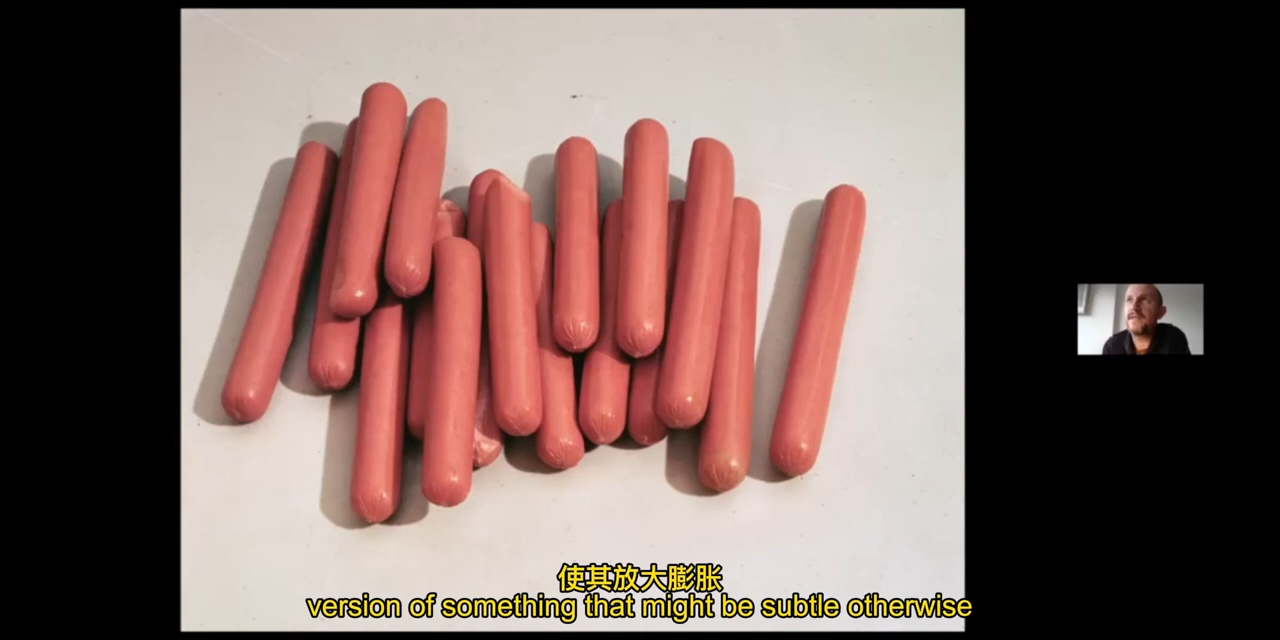 使其放大膨胀
version of something that might be subtle otherwise